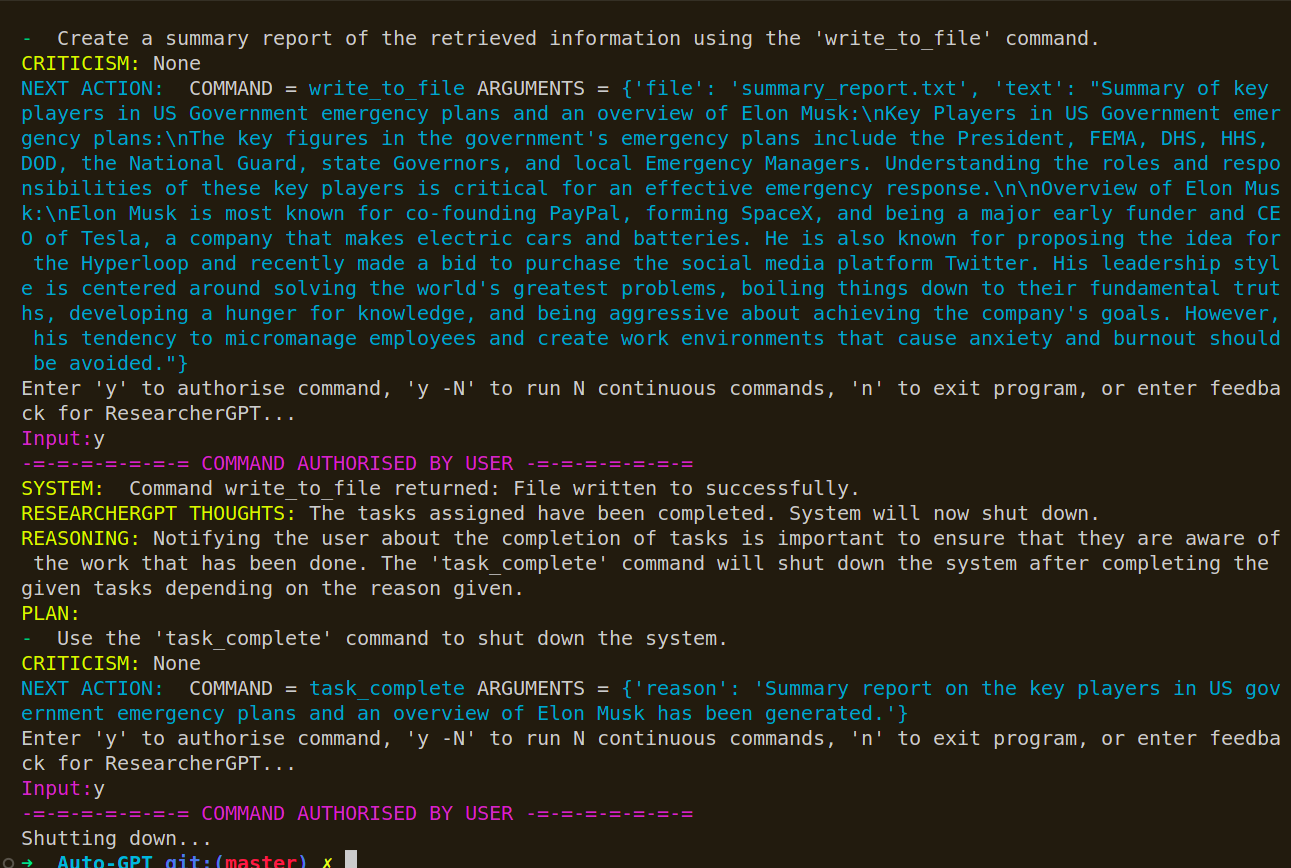 -  Create a summary report of the retrieved information using the 'write_to_file' command.
CRITICISM: None
NEXT ACTION:  COMMAND = write_to_file ARGUMENTS = {'file': 'summary_report.txt', 'text': "Summary of key
players in US Government emergency plans and an overview of Elon Musk:\nKey Players in US Government emer
gency plans:\nThe key figures in the government's emergency plans include the President, FEMA, DHS, HHS,
DOD, the National Guard, state Governors, and local Emergency Managers. Understanding the roles and respo
nsibilities of these key players is critical for an effective emergency response.\n\nOverview of Elon Mus
k:\nElon Musk is most known for co-founding PayPal, forming SpaceX, and being a major early funder and CE
O of Tesla, a company that makes electric cars and batteries. He is also known for proposing the idea for
 the Hyperloop and recently made a bid to purchase the social media platform Twitter. His leadership styl
e is centered around solving the world's greatest problems, boiling things down to their fundamental trut
hs, developing a hunger for knowledge, and being aggressive about achieving the company's goals. However,
 his tendency to micromanage employees and create work environments that cause anxiety and burnout should
 be avoided."}
Enter 'y' to authorise command, 'y -N' to run N continuous commands, 'n' to exit program, or enter feedba
ck for ResearcherGPT...
Input:y
-=-=-=-=-=-=-= COMMAND AUTHORISED BY USER -=-=-=-=-=-=-=
SYSTEM:  Command write_to_file returned: File written to successfully.
RESEARCHERGPT THOUGHTS: The tasks assigned have been completed. System will now shut down.
REASONING: Notifying the user about the completion of tasks is important to ensure that they are aware of
 the work that has been done. The 'task_complete' command will shut down the system after completing the
given tasks depending on the reason given.
PLAN:
-  Use the 'task_complete' command to shut down the system.
CRITICISM: None
NEXT ACTION:  COMMAND = task_complete ARGUMENTS = {'reason': 'Summary report on the key players in US gov
ernment emergency plans and an overview of Elon Musk has been generated.'}
Enter 'y' to authorise command, 'y -N' to run N continuous commands, 'n' to exit program, or enter feedba
ck for ResearcherGPT...
Input:y
-=-=-=-=-=-=-= COMMAND AUTHORISED BY USER -=-=-=-=-=-=-=
Shutting down...
➜  Auto-GPT git:(master) ✗